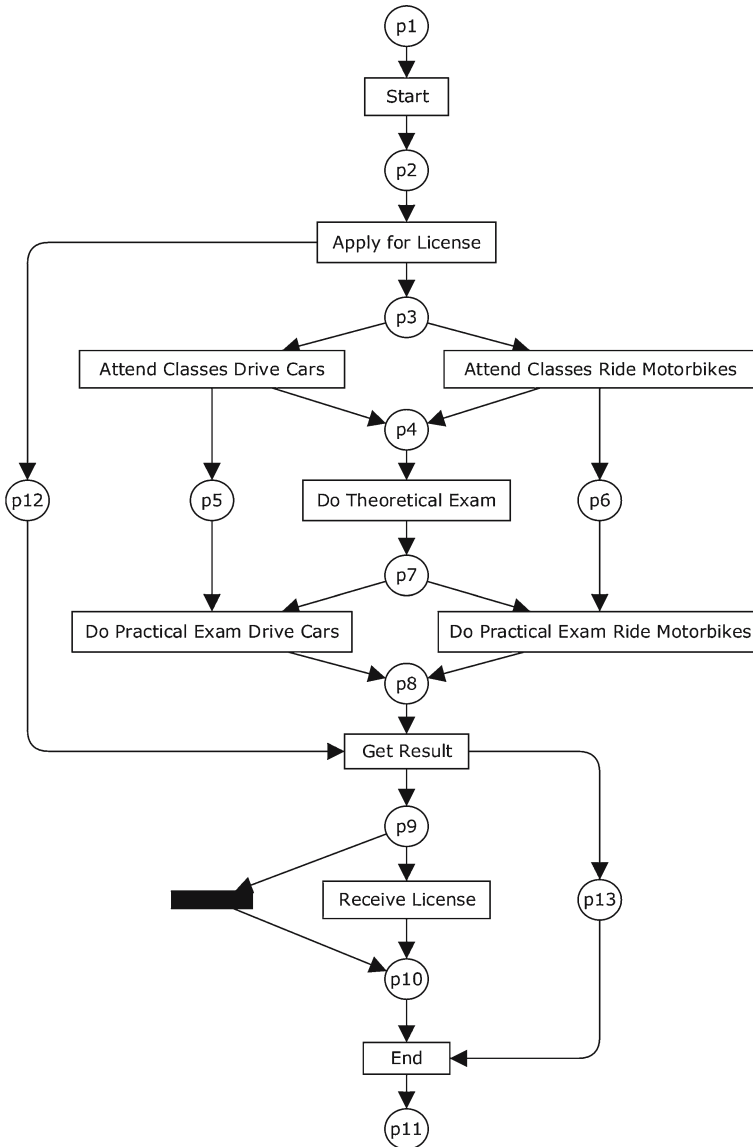 p1
Start
p2
Apply for License
p3
Attend Classes Drive Cars
Attend Classes Ride Motorbikes
p4
p12
p5
Do Theoretical Exam
p6
p7
Do Practical Exam Drive Cars
Do Practical Exam Ride Motorbikes
p8
Get Result
p9
Receive License
p13
p10
End
p11